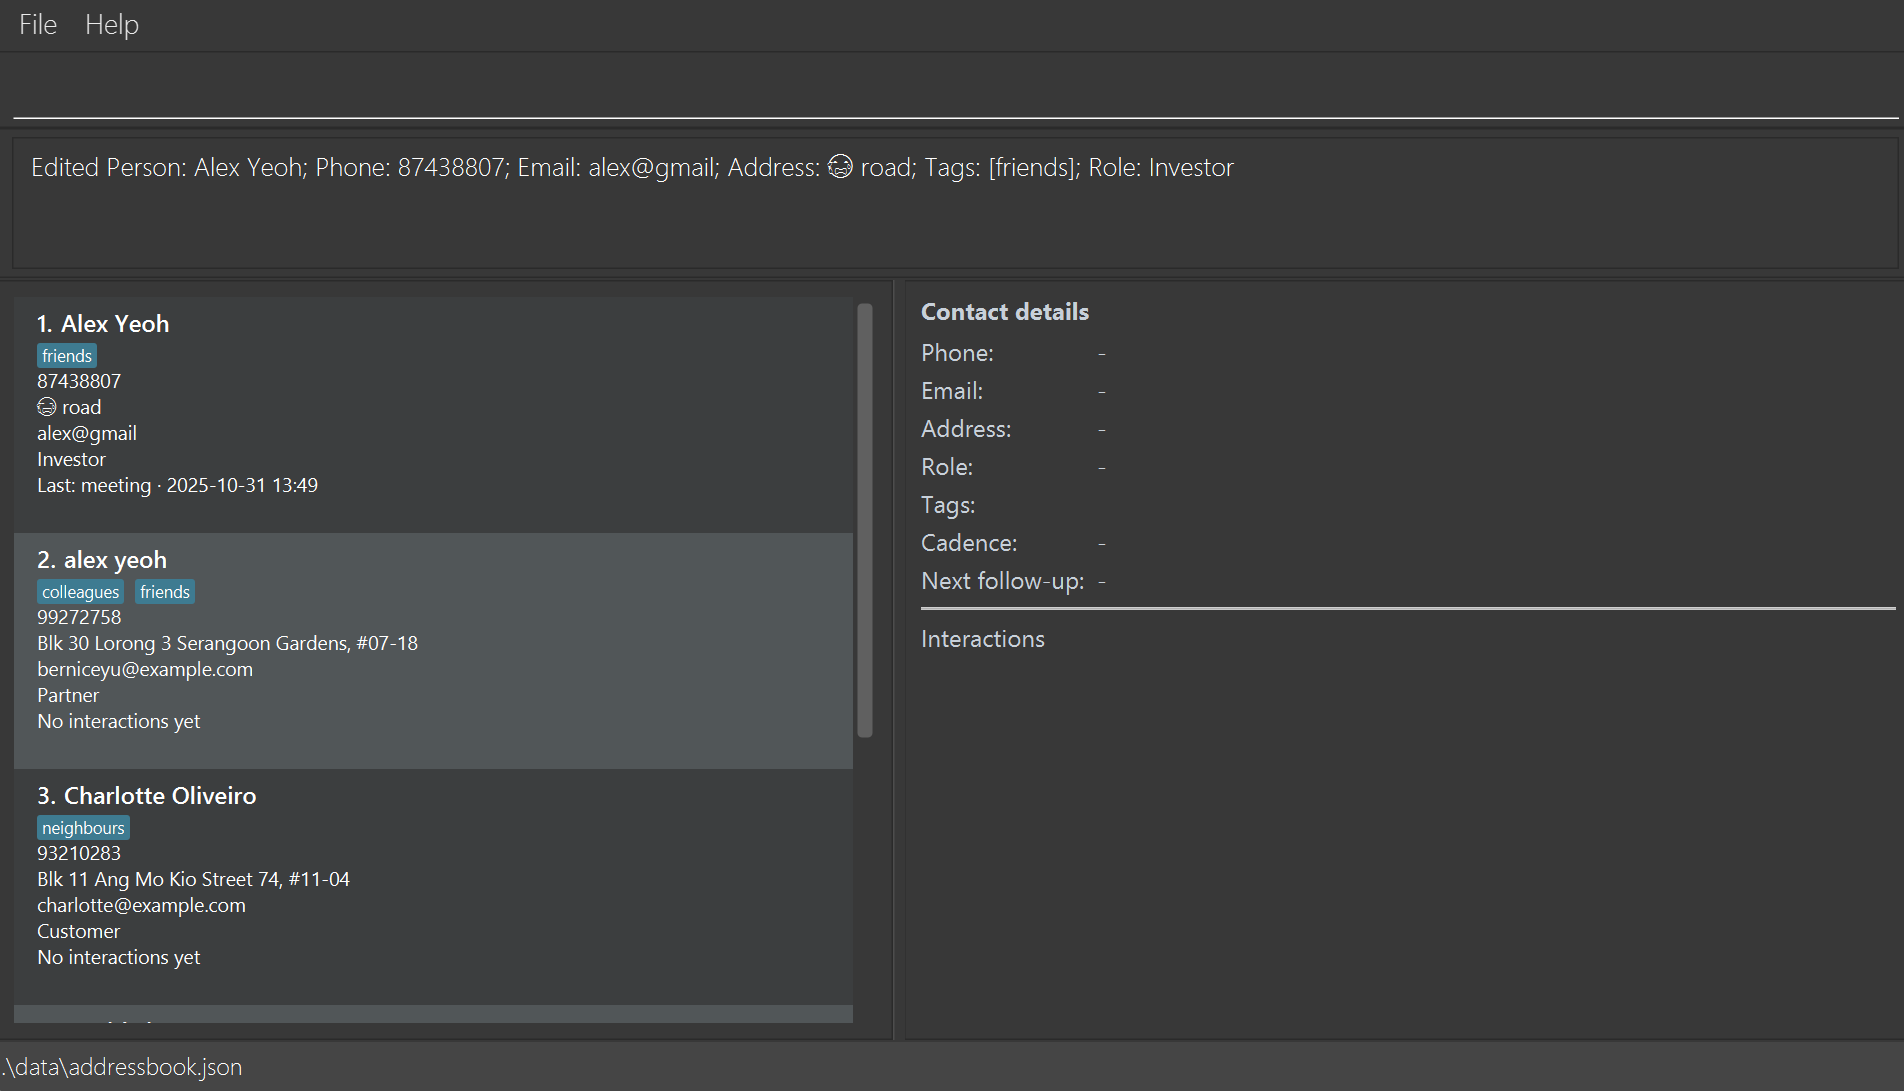 File Help
Edited Person: Alex Yeoh; Phone: 87438807; Email: alex@gmail; Address: 😷 road; Tags: [friends]; Role: Investor
1. Alex Yeoh
friends
87438807
😷 road
alex@gmail
Investor
Last: meeting · 2025-10-31 13:49
2. alex yeoh
colleagues friends
99272758
Blk 30 Lorong 3 Serangoon Gardens, #07-18
berniceyu@example.com
Partner
No interactions yet
3. Charlotte Oliveiro
neighbours
93210283
Blk 11 Ang Mo Kio Street 74, #11-04
charlotte@example.com
Customer
No interactions yet
Contact details
Phone: -
Email: -
Address: -
Role: -
Tags:
Cadence: -
Next follow-up: -
Interactions
.\data\addressbook.json